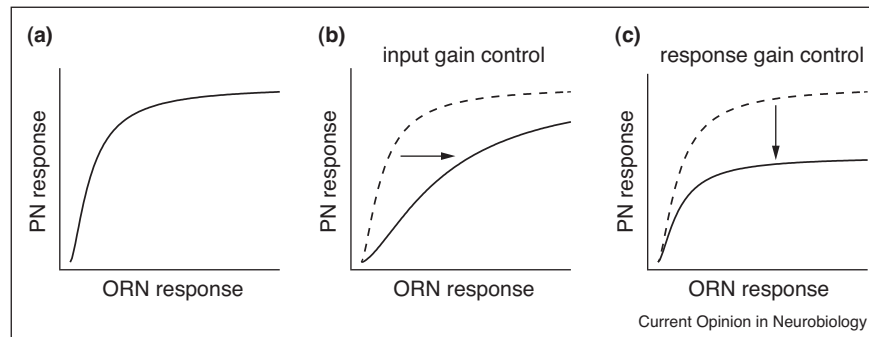 (a)
PN response
ORN response
(b)
input gain control
PN response
ORN response
(c)
response gain control
PN response
ORN response
Current Opinion in Neurobiology